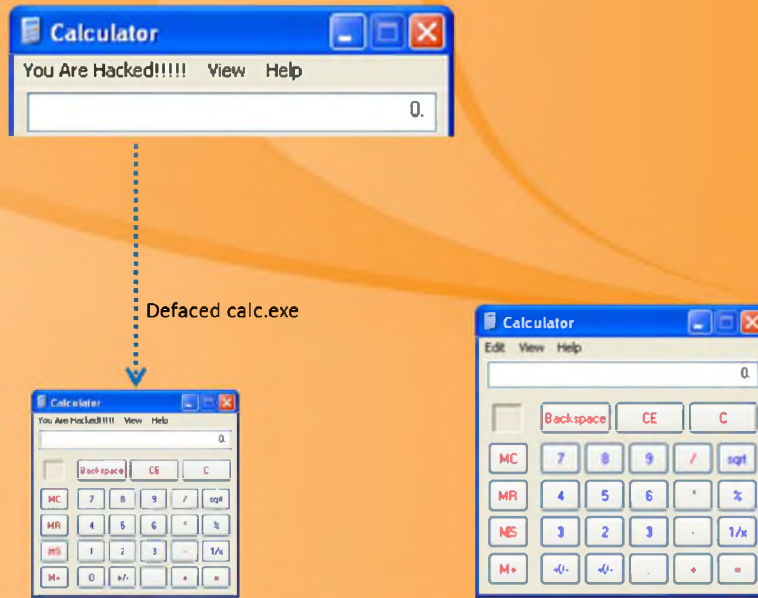 Calculator
You Are Hacked!!!!! View Help
0.
Defaced calc.exe
Calculator
You Are Hacked!!!!! View Help
0.
Backspace CE C
MC 7 8 9 / sqrt
MR 4 5 6 * %
MS 1 2 3 - 1/x
M+ 0 +/- . + =
Calculator
Edit View Help
0.
Backspace CE C
MC 7 8 9 / sqrt
MR 4 5 6 * %
MS 3 2 3 · 1/x
M+ . + =